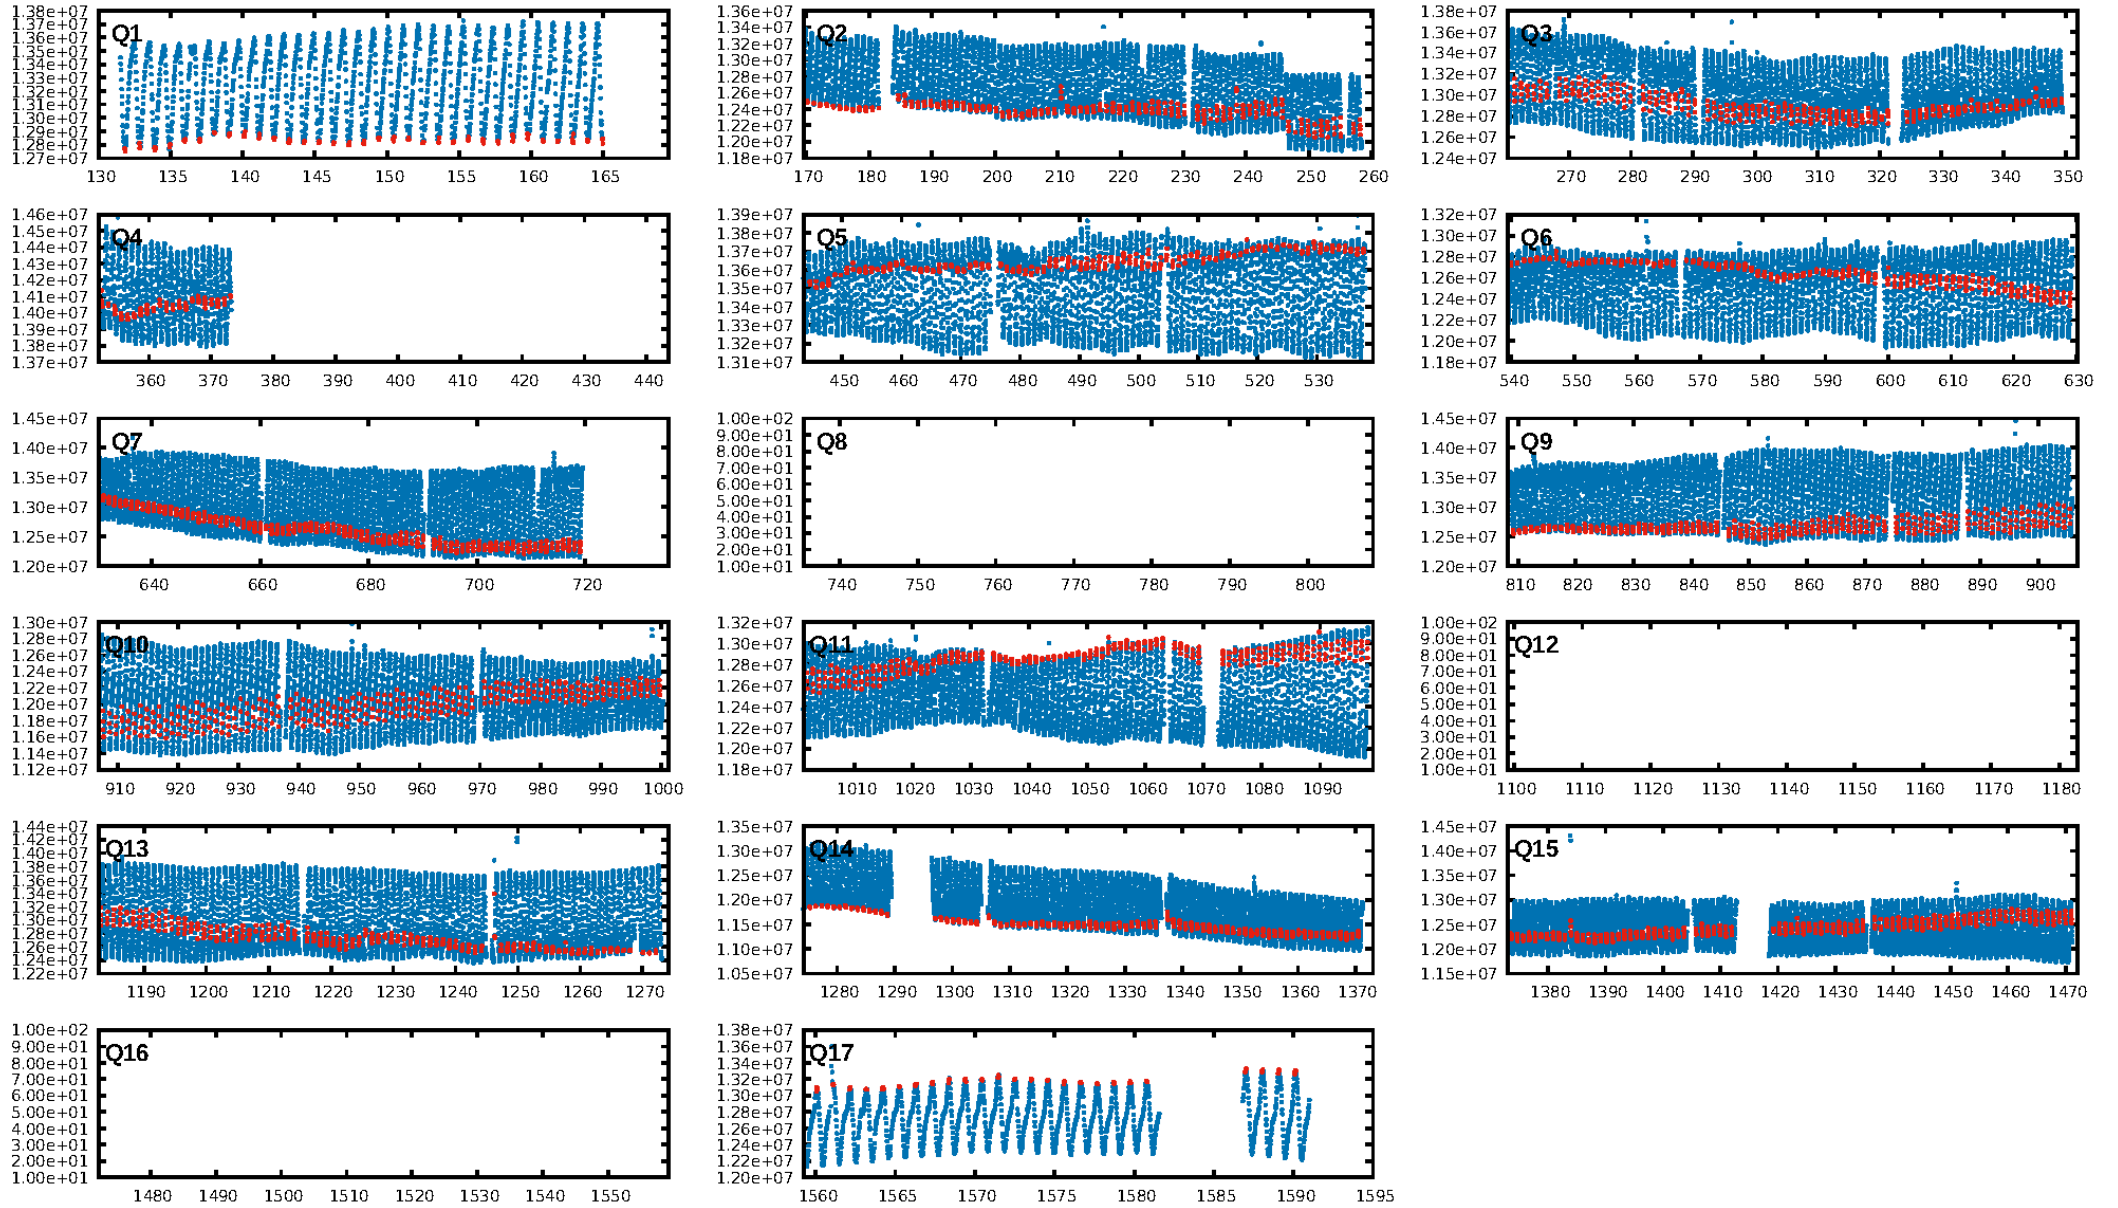 Q1
1.38e+07
1.37e+07
1.36e+07
1.35e+07
1.34e+07
1.33e+07
1.32e+07
1.31e+07
1.30e+07
1.29e+07
1.28e+07
1.27e+07
130 135 140 145 150 155 160 165
Q2
1.36e+07
1.34e+07
1.32e+07
1.30e+07
1.28e+07
1.26e+07
1.24e+07
1.22e+07
1.20e+07
1.18e+07
170 180 190 200 210 220 230 240 250 260
Q3
1.38e+07
1.36e+07
1.34e+07
1.32e+07
1.30e+07
1.28e+07
1.26e+07
1.24e+07
270 280 290 300 310 320 330 340 350
Q4
1.46e+07
1.45e+07
1.44e+07
1.43e+07
1.42e+07
1.41e+07
1.40e+07
1.39e+07
1.38e+07
1.37e+07
360 370 380 390 400 410 420 430 440
Q5
1.39e+07
1.38e+07
1.37e+07
1.36e+07
1.35e+07
1.34e+07
1.33e+07
1.32e+07
1.31e+07
450 460 470 480 490 500 510 520 530
Q6
1.32e+07
1.30e+07
1.28e+07
1.26e+07
1.24e+07
1.22e+07
1.20e+07
1.18e+07
540 550 560 570 580 590 600 610 620 630
Q7
1.45e+07
1.40e+07
1.35e+07
1.30e+07
1.25e+07
1.20e+07
640 660 680 700 720
Q8
1.00e+02
9.00e+01
8.00e+01
7.00e+01
6.00e+01
5.00e+01
4.00e+01
3.00e+01
2.00e+01
1.00e+01
740 750 760 770 780 790 800
Q9
1.45e+07
1.40e+07
1.35e+07
1.30e+07
1.25e+07
1.20e+07
810 820 830 840 850 860 870 880 890 900
Q10
1.30e+07
1.28e+07
1.26e+07
1.24e+07
1.22e+07
1.20e+07
1.18e+07
1.16e+07
1.14e+07
1.12e+07
910 920 930 940 950 960 970 980 990 1000
Q11
1.32e+07
1.30e+07
1.28e+07
1.26e+07
1.24e+07
1.22e+07
1.20e+07
1.18e+07
1010 1020 1030 1040 1050 1060 1070 1080 1090
Q12
1.00e+02
9.00e+01
8.00e+01
7.00e+01
6.00e+01
5.00e+01
4.00e+01
3.00e+01
2.00e+01
1.00e+01
1100 1110 1120 1130 1140 1150 1160 1170 1180
Q13
1.44e+07
1.42e+07
1.40e+07
1.38e+07
1.36e+07
1.34e+07
1.32e+07
1.30e+07
1.28e+07
1.26e+07
1.24e+07
1.22e+07
1190 1200 1210 1220 1230 1240 1250 1260 1270
Q14
1.35e+07
1.30e+07
1.25e+07
1.20e+07
1.15e+07
1.10e+07
1.05e+07
1280 1290 1300 1310 1320 1330 1340 1350 1360 1370
Q15
1.45e+07
1.40e+07
1.35e+07
1.30e+07
1.25e+07
1.20e+07
1.15e+07
1380 1390 1400 1410 1420 1430 1440 1450 1460 1470
Q16
1.00e+02
9.00e+01
8.00e+01
7.00e+01
6.00e+01
5.00e+01
4.00e+01
3.00e+01
2.00e+01
1.00e+01
1480 1490 1500 1510 1520 1530 1540 1550
Q17
1.38e+07
1.36e+07
1.34e+07
1.32e+07
1.30e+07
1.28e+07
1.26e+07
1.24e+07
1.22e+07
1.20e+07
1560 1565 1570 1575 1580 1585 1590 1595